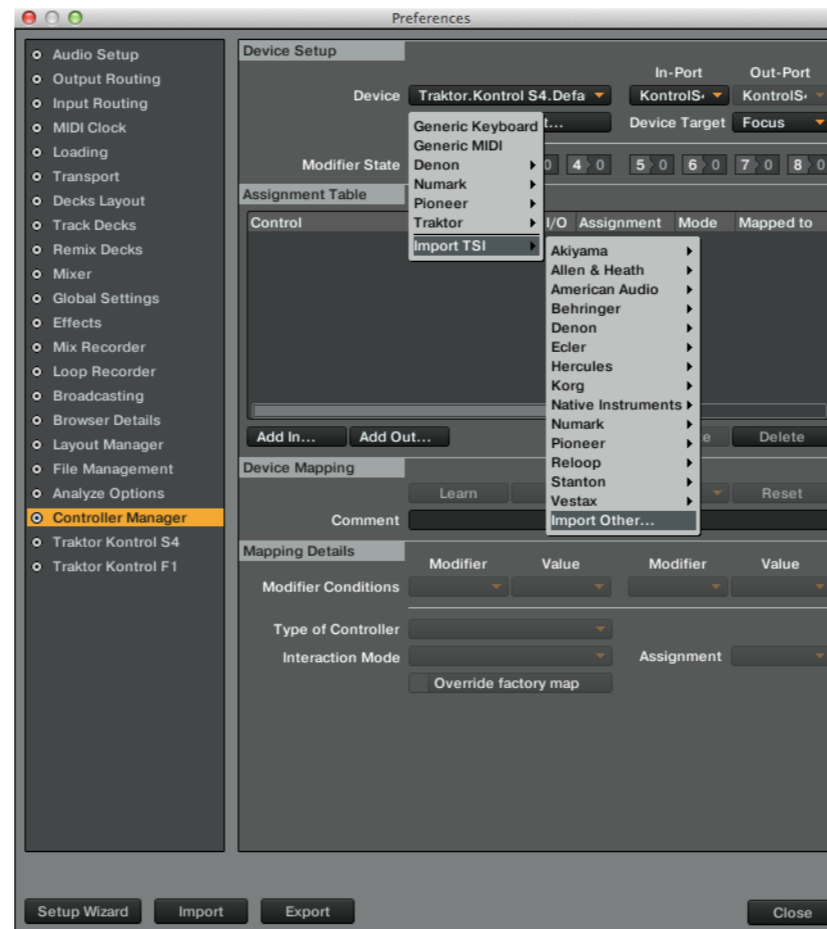 Preferences
Audio Setup
Output Routing
Input Routing
MIDI Clock
Loading
Transport
Decks Layout
Track Decks
Remix Decks
Mixer
Global Settings
Effects
Mix Recorder
Loop Recorder
Broadcasting
Browser Details
Layout Manager
File Management
Analyze Options
Controller Manager
Traktor Kontrol S4
Traktor Kontrol F1
Device Setup
In-Port Out-Port
Device Traktor.Kontrol S4.Defa KontrolS KontrolS
t... Device Target Focus
Modifier State 0 4 0 5 0 6 0 7 0 8 0
Generic Keyboard
Generic MIDI
Denon
Numark
Pioneer
Traktor
Import TSI
Assignment Table
Control I/O Assignment Mode Mapped to
Akiyama
Allen & Heath
American Audio
Behringer
Denon
Ecler
Hercules
Korg
Native Instruments
Numark
Pioneer
Reloop
Stanton
Vestax
Import Other...
Add In... Add Out... e Delete
Device Mapping
Learn Reset
Comment
Mapping Details
Modifier Value Modifier Value
Modifier Conditions
Type of Controller
Interaction Mode Assignment
Override factory map
Setup Wizard Import Export Close